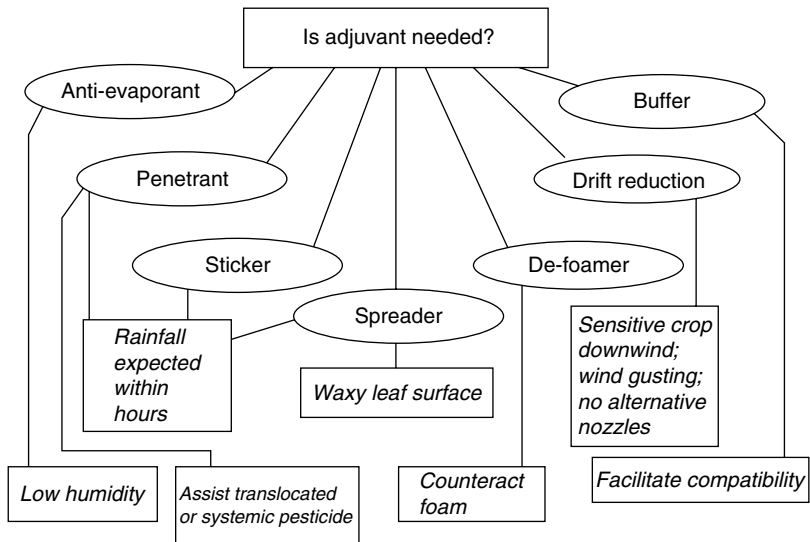 Is adjuvant needed?
Anti-evaporant
Buffer
Penetrant
Drift reduction
Sticker
De-foamer
Spreader
Rainfall
expected
within
hours
Waxy leaf surface
Sensitive crop
downwind;
wind gusting;
no alternative
nozzles
Low humidity
Assist translocated
or systemic pesticide
Counteract
foam
Facilitate compatibility